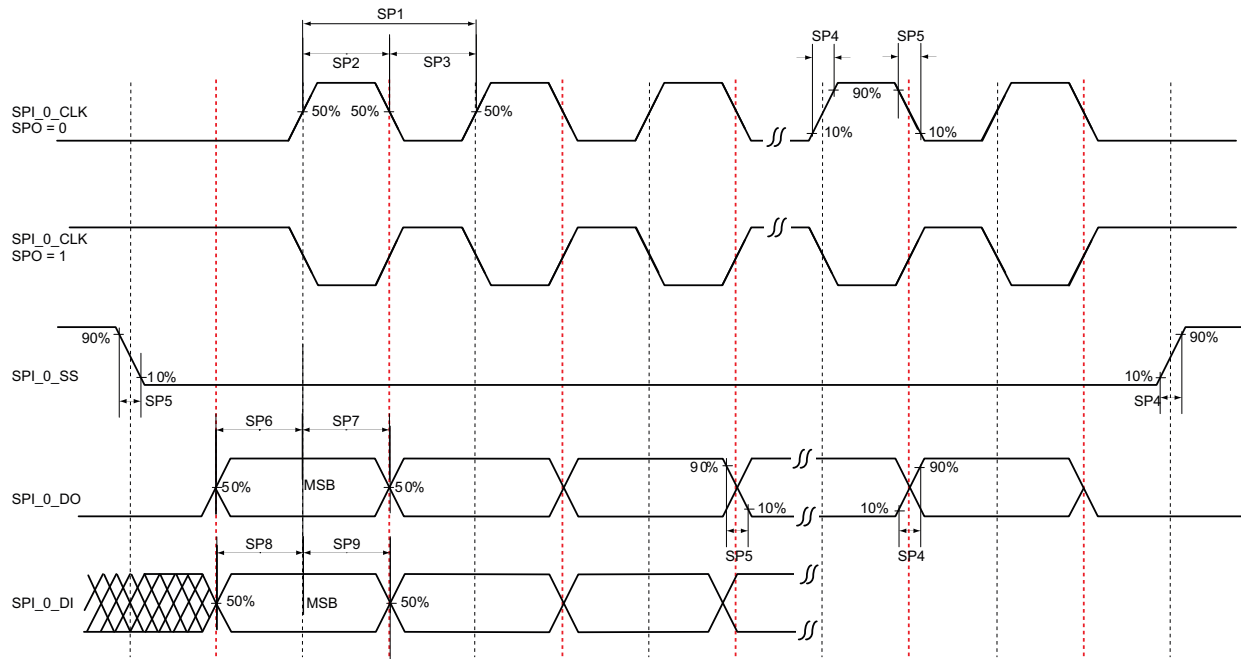 SP1
SP4
SP5
SP2
SP3
SPI_0_CLK
SPO = 0
50%
50%
50%
90%
10%
10%
SPI_0_CLK
SPO = 1
90%
90%
SPI_0_SS
10%
10%
SP5
SP4
SP6
SP7
90%
90%
SPI_0_DO
50%
MSB
50%
10%
10%
SP5
SP4
SP8
SP9
SPI_0_DI
50%
MSB
50%